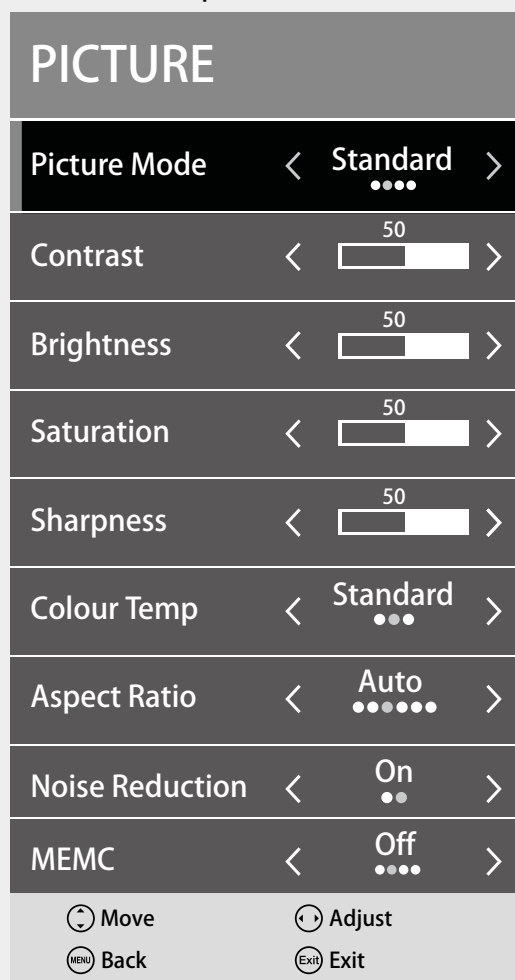 PICTURE
Picture Mode Standard
Contrast 50
Brightness 50
Saturation 50
Sharpness 50
Colour Temp Standard
Aspect Ratio Auto
Noise Reduction On
MEMC Off
Move Adjust
MENU Back Exit Exit